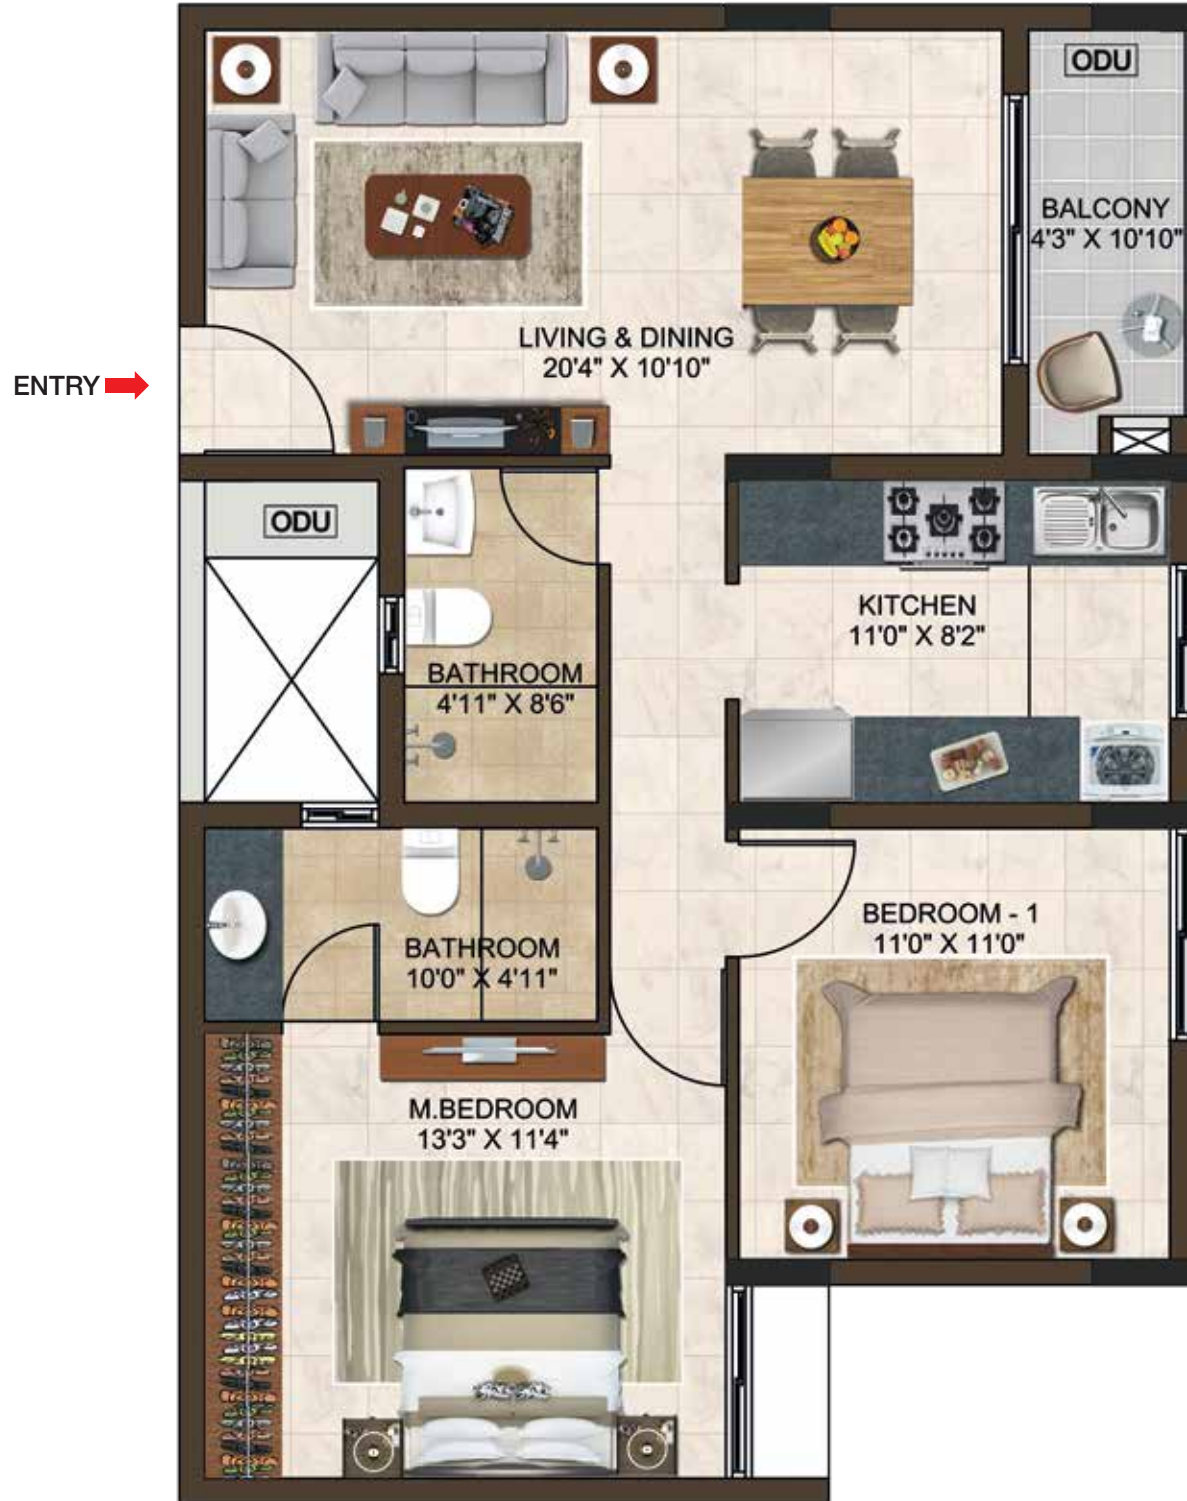 ODU
BALCONY
4'3" X 10'10"
LIVING & DINING
20'4" X 10'10"
ENTRY
ODU
KITCHEN
11'0" X 8'2"
BATHROOM
4'11" X 8'6"
BEDROOM - 1
11'0" X 11'0"
BATHROOM
10'0" X 4'11"
M.BEDROOM
13'3" X 11'4"